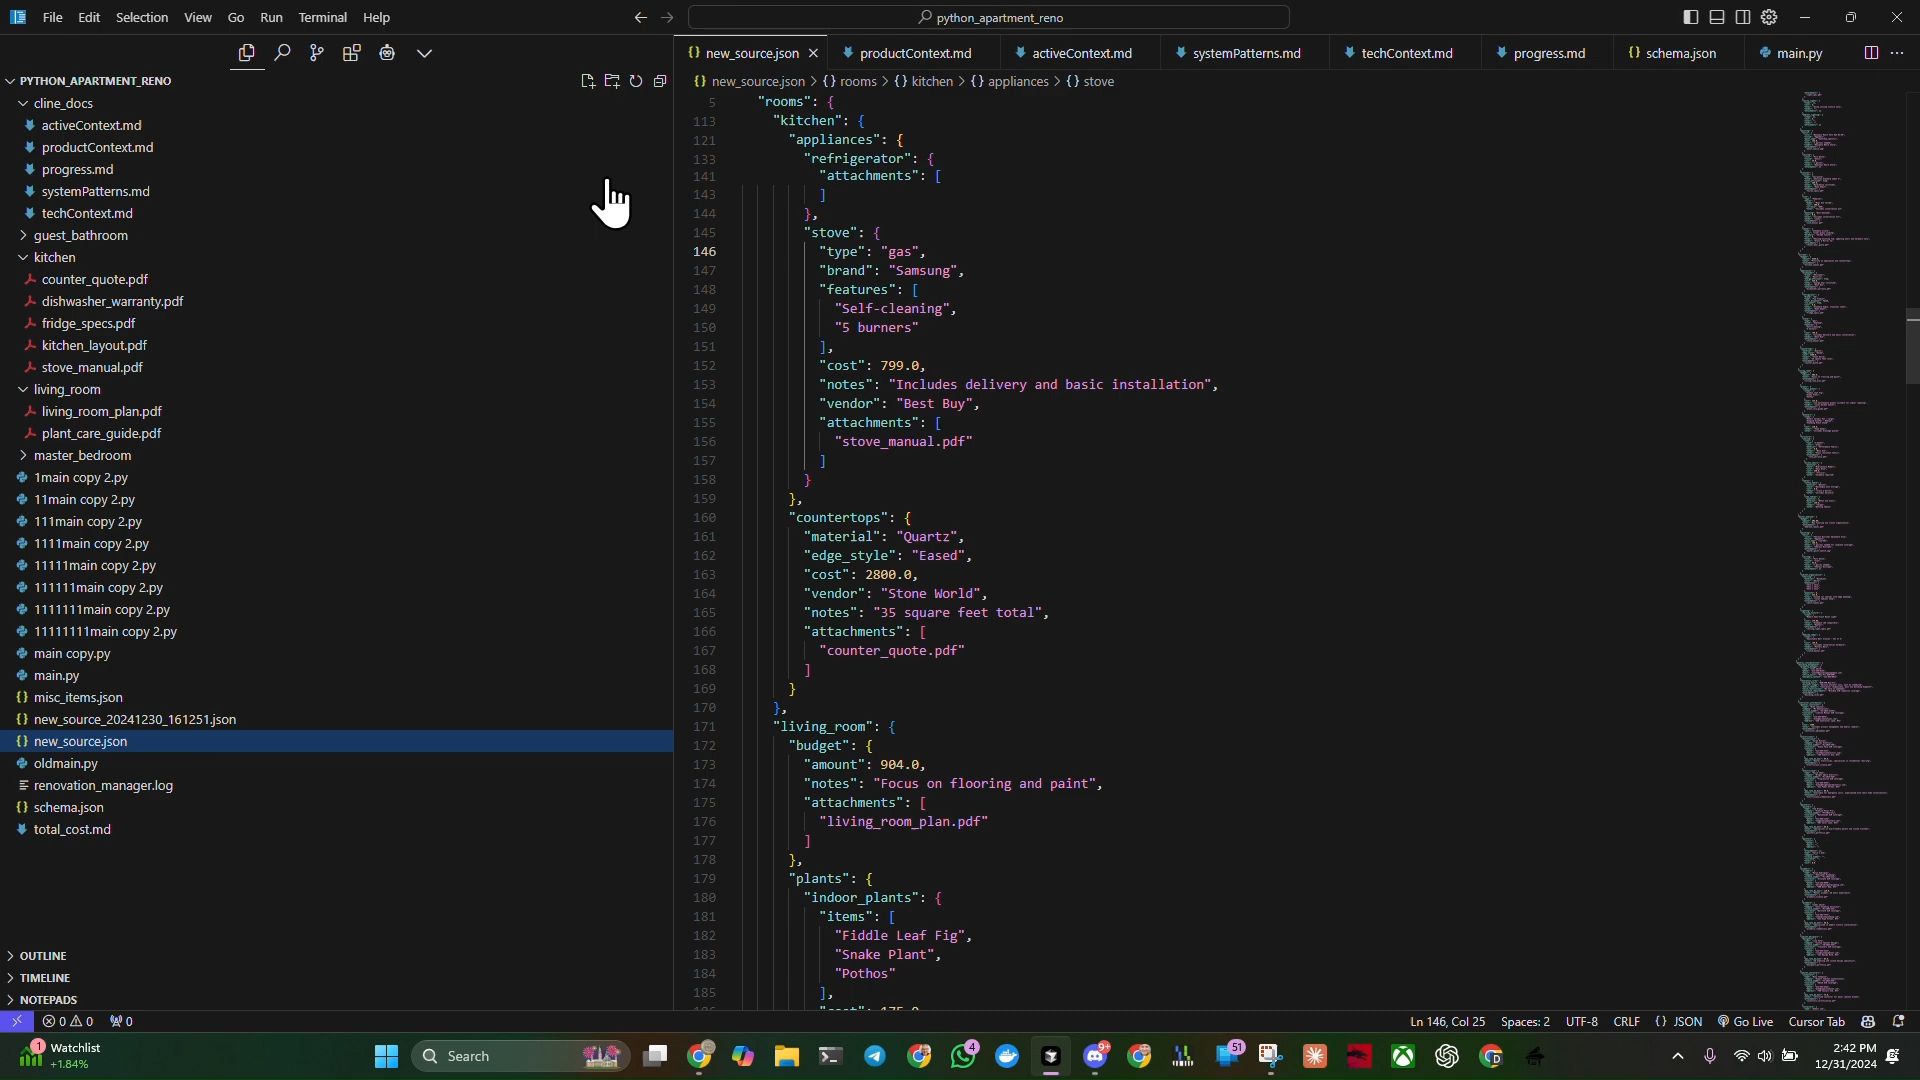 File Edit Selection View Go Run Terminal Help
python_apartment_reno
new_source.json
productContext.md
activeContext.md
systemPatterns.md
techContext.md
progress.md
schema.json
main.py
PYTHON_APARTMENT_RENO
cline_docs
activeContext.md
productContext.md
progress.md
systemPatterns.md
techContext.md
guest_bathroom
kitchen
counter_quote.pdf
dishwasher_warranty.pdf
fridge_specs.pdf
kitchen_layout.pdf
stove_manual.pdf
living_room
living_room_plan.pdf
plant_care_guide.pdf
master_bedroom
1main copy 2.py
11main copy 2.py
111main copy 2.py
1111main copy 2.py
11111main copy 2.py
111111main copy 2.py
1111111main copy 2.py
11111111main copy 2.py
main copy.py
main.py
misc_items.json
new_source_20241230_161251.json
new_source.json
oldmain.py
renovation_manager.log
schema.json
total_cost.md
OUTLINE
TIMELINE
NOTEPADS
{} new_source.json > {} rooms > {} kitchen > {} appliances > {} stove
5 "rooms": {
113 "kitchen": {
121 "appliances": {
133 "refrigerator": {
141 "attachments": [
143 ]
144 },
145 "stove": {
146 "type": "gas",
147 "brand": "Samsung",
148 "features": [
149 "Self-cleaning",
150 "5 burners"
151 ],
152 "cost": 799.0,
153 "notes": "Includes delivery and basic installation",
154 "vendor": "Best Buy",
155 "attachments": [
156 "stove_manual.pdf"
157 ]
158 }
159 },
160 "countertops": {
161 "material": "Quartz",
162 "edge_style": "Eased",
163 "cost": 2800.0,
164 "vendor": "Stone World",
165 "notes": "35 square feet total",
166 "attachments": [
167 "counter_quote.pdf"
168 ]
169 }
170 },
171 "living_room": {
172 "budget": {
173 "amount": 904.0,
174 "notes": "Focus on flooring and paint",
175 "attachments": [
176 "living_room_plan.pdf"
177 ]
178 },
179 "plants": {
180 "indoor_plants": {
181 "items": [
182 "Fiddle Leaf Fig",
183 "Snake Plant",
184 "Pothos"
185 ],
0 0 0
Ln 146, Col 25 Spaces: 2 UTF-8 CRLF {} JSON Go Live Cursor Tab
1 Watchlist
+1.84%
Search
4
9+
51
2:42 PM
12/31/2024